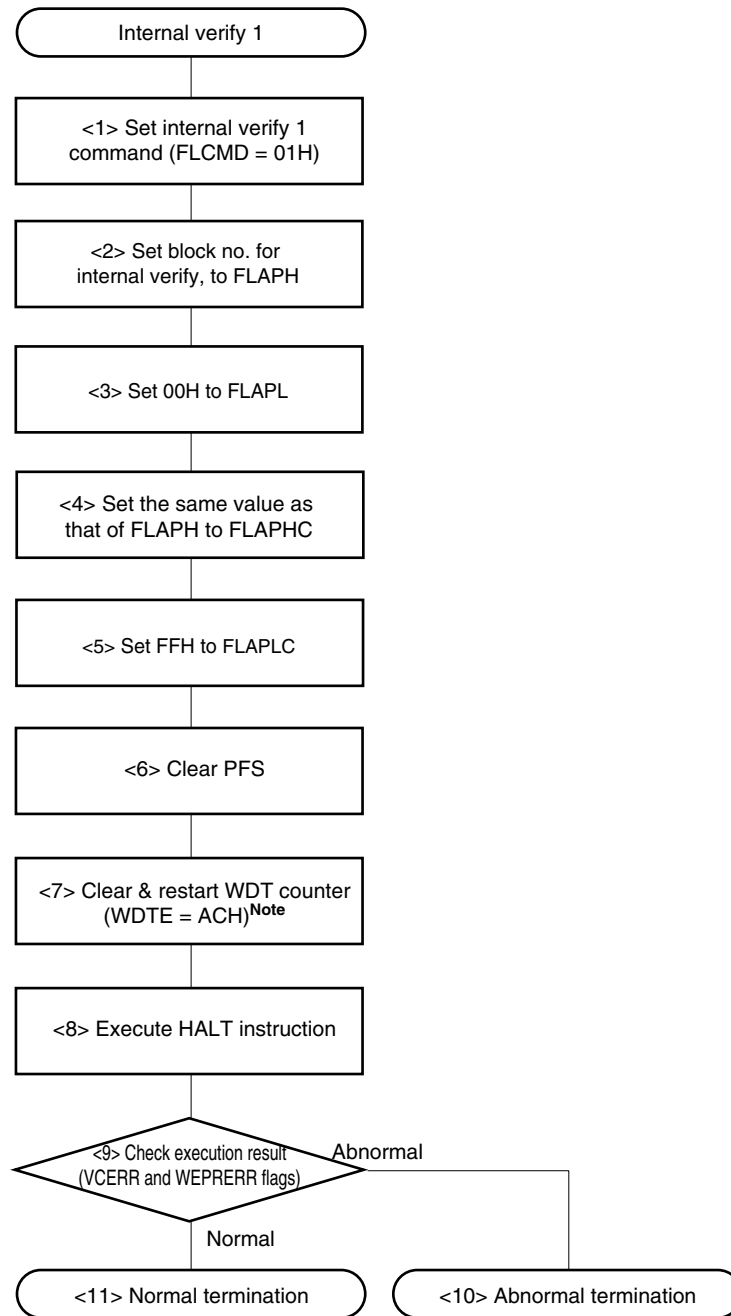 Internal verify 1
<1> Set internal verify 1
command (FLCMD = 01H)
<2> Set block no. for
internal verify, to FLAPH
<3> Set 00H to FLAPL
<4> Set the same value as
that of FLAPH to FLAPHC
<5> Set FFH to FLAPLC
<6> Clear PFS
<7> Clear & restart WDT counter
(WDTE = ACH)Note
<8> Execute HALT instruction
<9> Check execution result
(VCERR and WEPRERR flags)
Abnormal
Normal
<11> Normal termination
<10> Abnormal termination